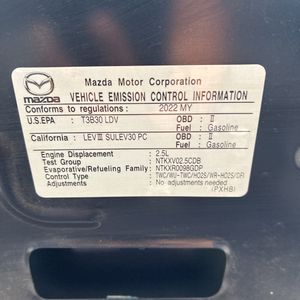 Mazda Motor Corporation
mazda VEHICLE EMISSION CONTROL INFORMATION
Conforms to regulations: 2022 MY
U.S.EPA : T3B30 LDV OBD : II
Fuel : Gasoline
California : LEVIII SULEV30 PC OBD : II
Fuel : Gasoline
Engine Displacement : 2.5L
Test Group : NTKXV02.5CDB
Evaporative/Refueling Family: NTKXR0098GDP
Control Type : TWC/WU-TWC/HO2S/WR-HO2S/DFI
Adjustments : No adjustments needed
(PXHB)